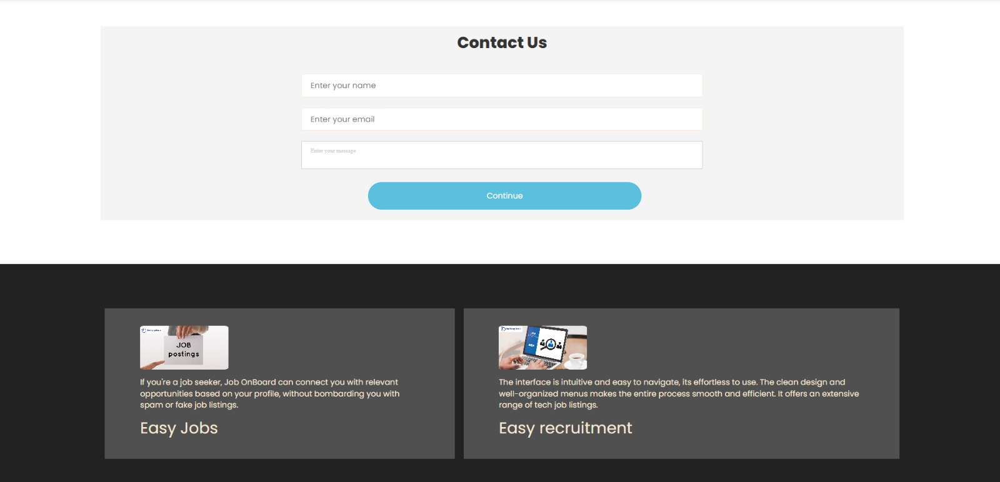 Contact Us
Enter your name
Enter your email
Enter your message
Continue
JOB
postings
If you're a job seeker, Job OnBoard can connect you with relevant
opportunities based on your profile, without bombarding you with
spam or fake job listings.
Easy Jobs
The interface is intuitive and easy to navigate, its effortless to use. The clean design and
well-organized menus makes the entire process smooth and efficient. It offers an extensive
range of tech job listings.
Easy recruitment